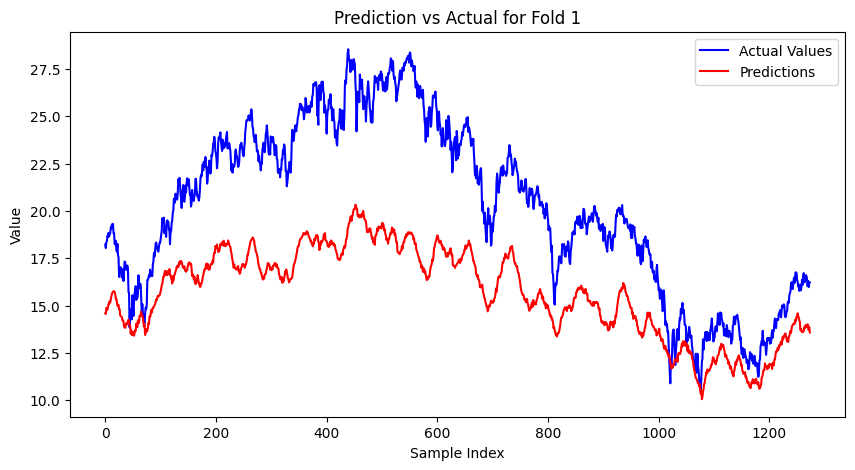 Prediction vs Actual for Fold 1
Actual Values
Predictions
27.5
25.0
22.5
20.0
17.5
15.0
12.5
10.0
Value
0 200 400 600 800 1000 1200
Sample Index